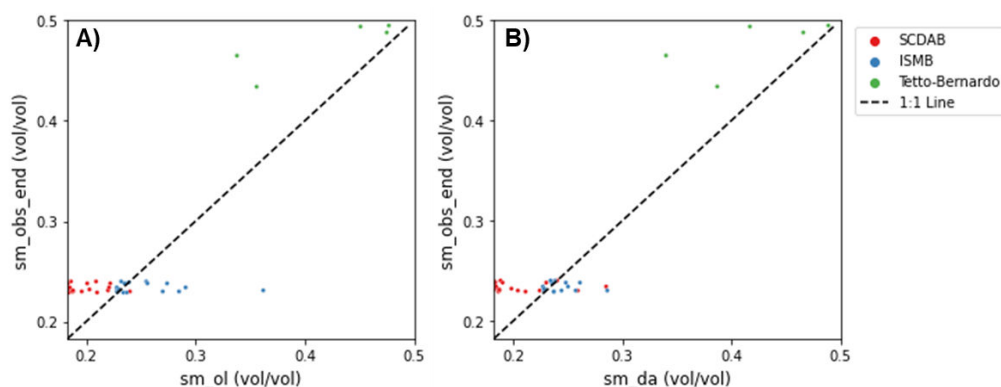 A)
0.5
0.4
0.3
0.2
0.2
0.3
0.4
0.5
sm_obs_end (vol/vol)
sm_ol (vol/vol)
B)
0.5
0.4
0.3
0.2
0.2
0.3
0.4
0.5
sm_obs_end (vol/vol)
sm_da (vol/vol)
SCDAB
ISMB
Tetto-Bernardo
1:1 Line